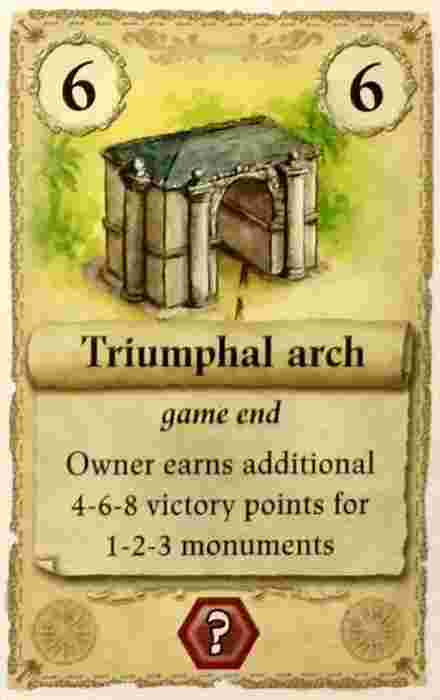 6 6
Triumphal arch
game end
Owner earns additional
4-6-8 victory points for
1-2-3 monuments
?